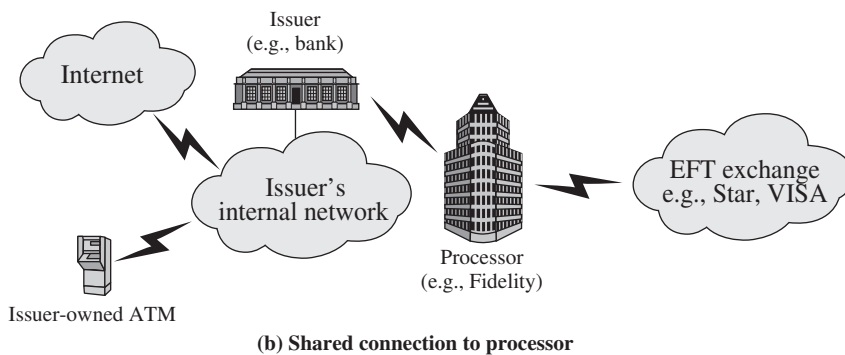 Issuer
(e.g., bank)
Internet
EFT exchange
e.g., Star, VISA
Issuer's
internal network
Processor
(e.g., Fidelity)
Issuer-owned ATM
(b) Shared connection to processor